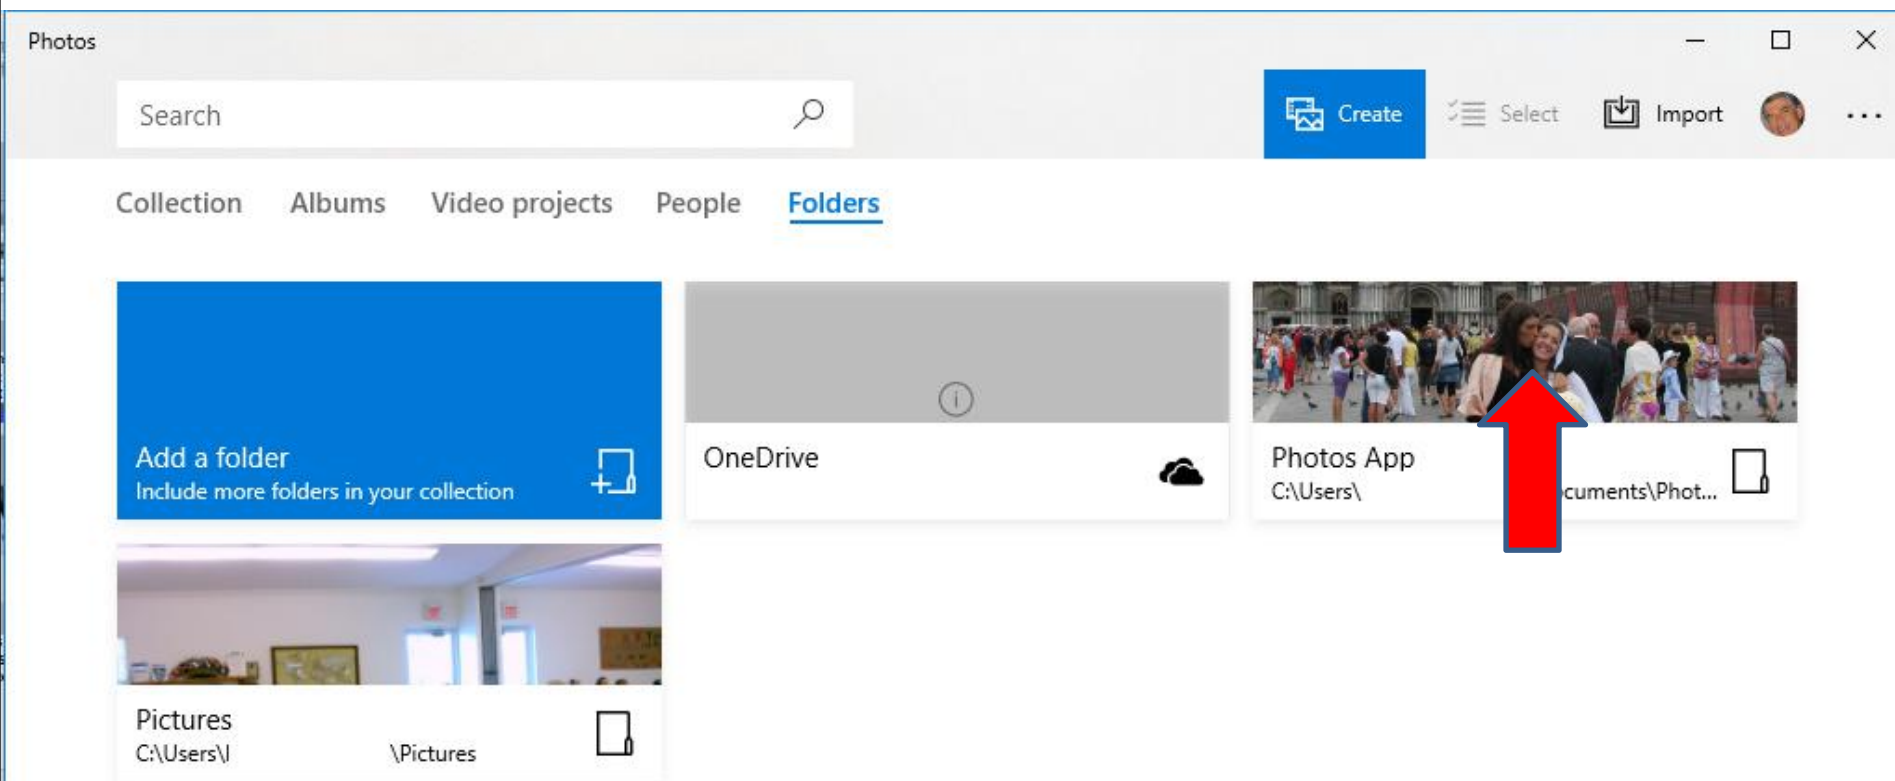 Photos
Search
Create
Select
Import
Collection
Albums
Video projects
People
Folders
Add a folder
Include more folders in your collection
OneDrive
Photos App
C:\Users\ cuments\Phot...
Pictures
C:\Users\l \Pictures